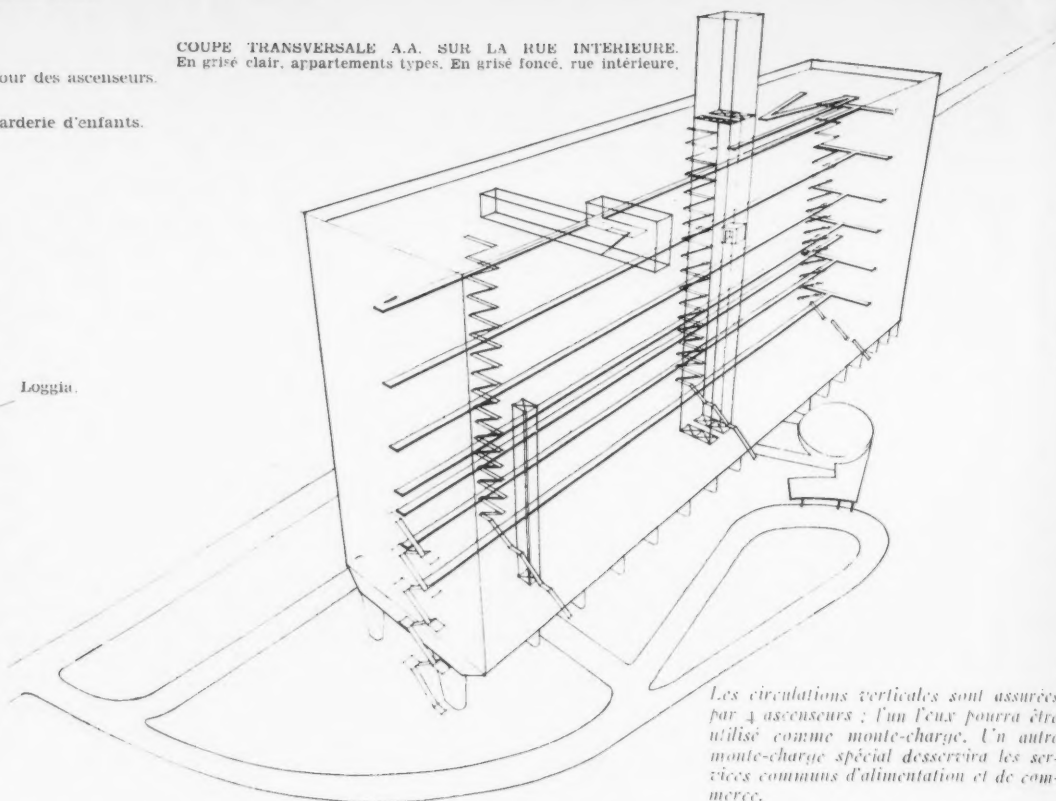 COUPE TRANSVERSALE A.A. SUR LA RUE INTERIEURE.
En grisé clair, appartements types. En grisé foncé, rue intérieure.
our des ascenseurs.
arderie d'enfants.
Loggia.
Les circulations verticales sont assurées
par 4 ascenseurs ; l'un l'eux pourra être
utilisé comme monte-charge. Un autre
monte-charge spécial desservira les ser-
vices communs d'alimentation et de com-
merce.